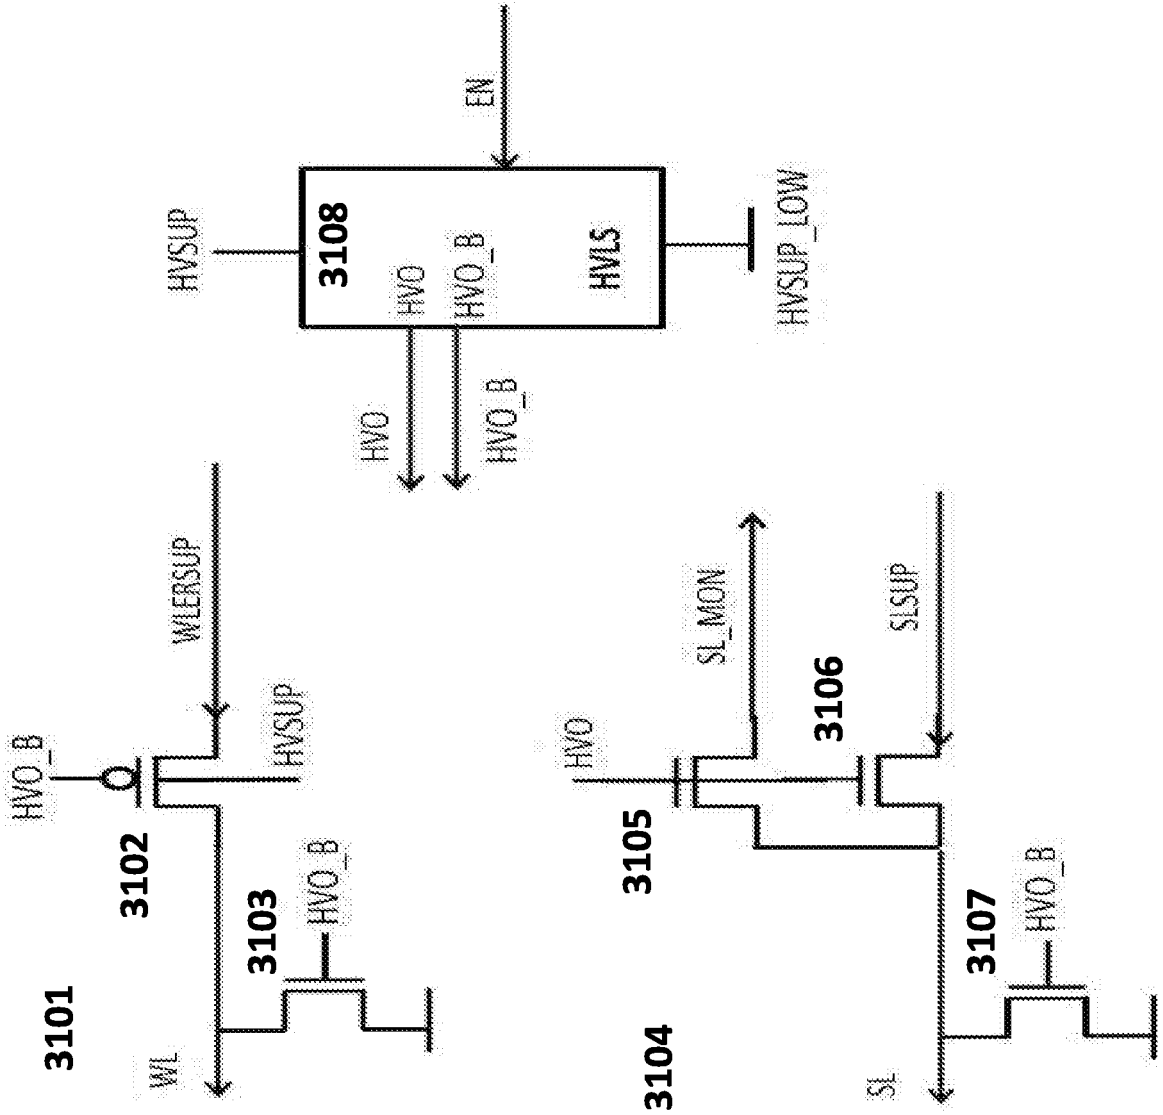 3101
WL
3102
HVO_B
3103
HVO_B
HVSUP
WLERSUP
3104
SL
3105
HVO
SL_MON
3106
SLSUP
3107
HVO_B
HVSUP
3108
HVO
HVO
HVO_B
HVO_B
HVLS
EN
HVSUP_LOW